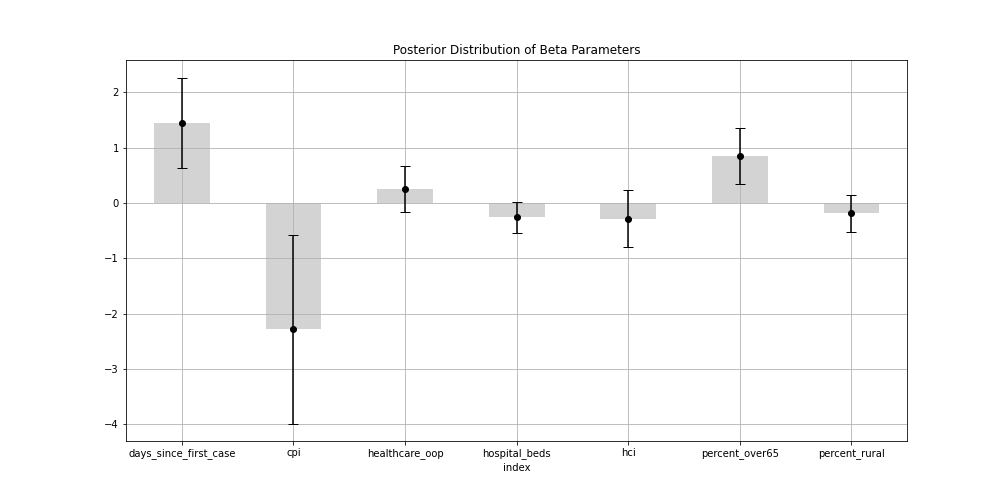 Posterior Distribution of Beta Parameters
2
1
0
−1
−2
−3
−4
days_since_first_case cpi healthcare_oop hospital_beds hci percent_over65 percent_rural
index